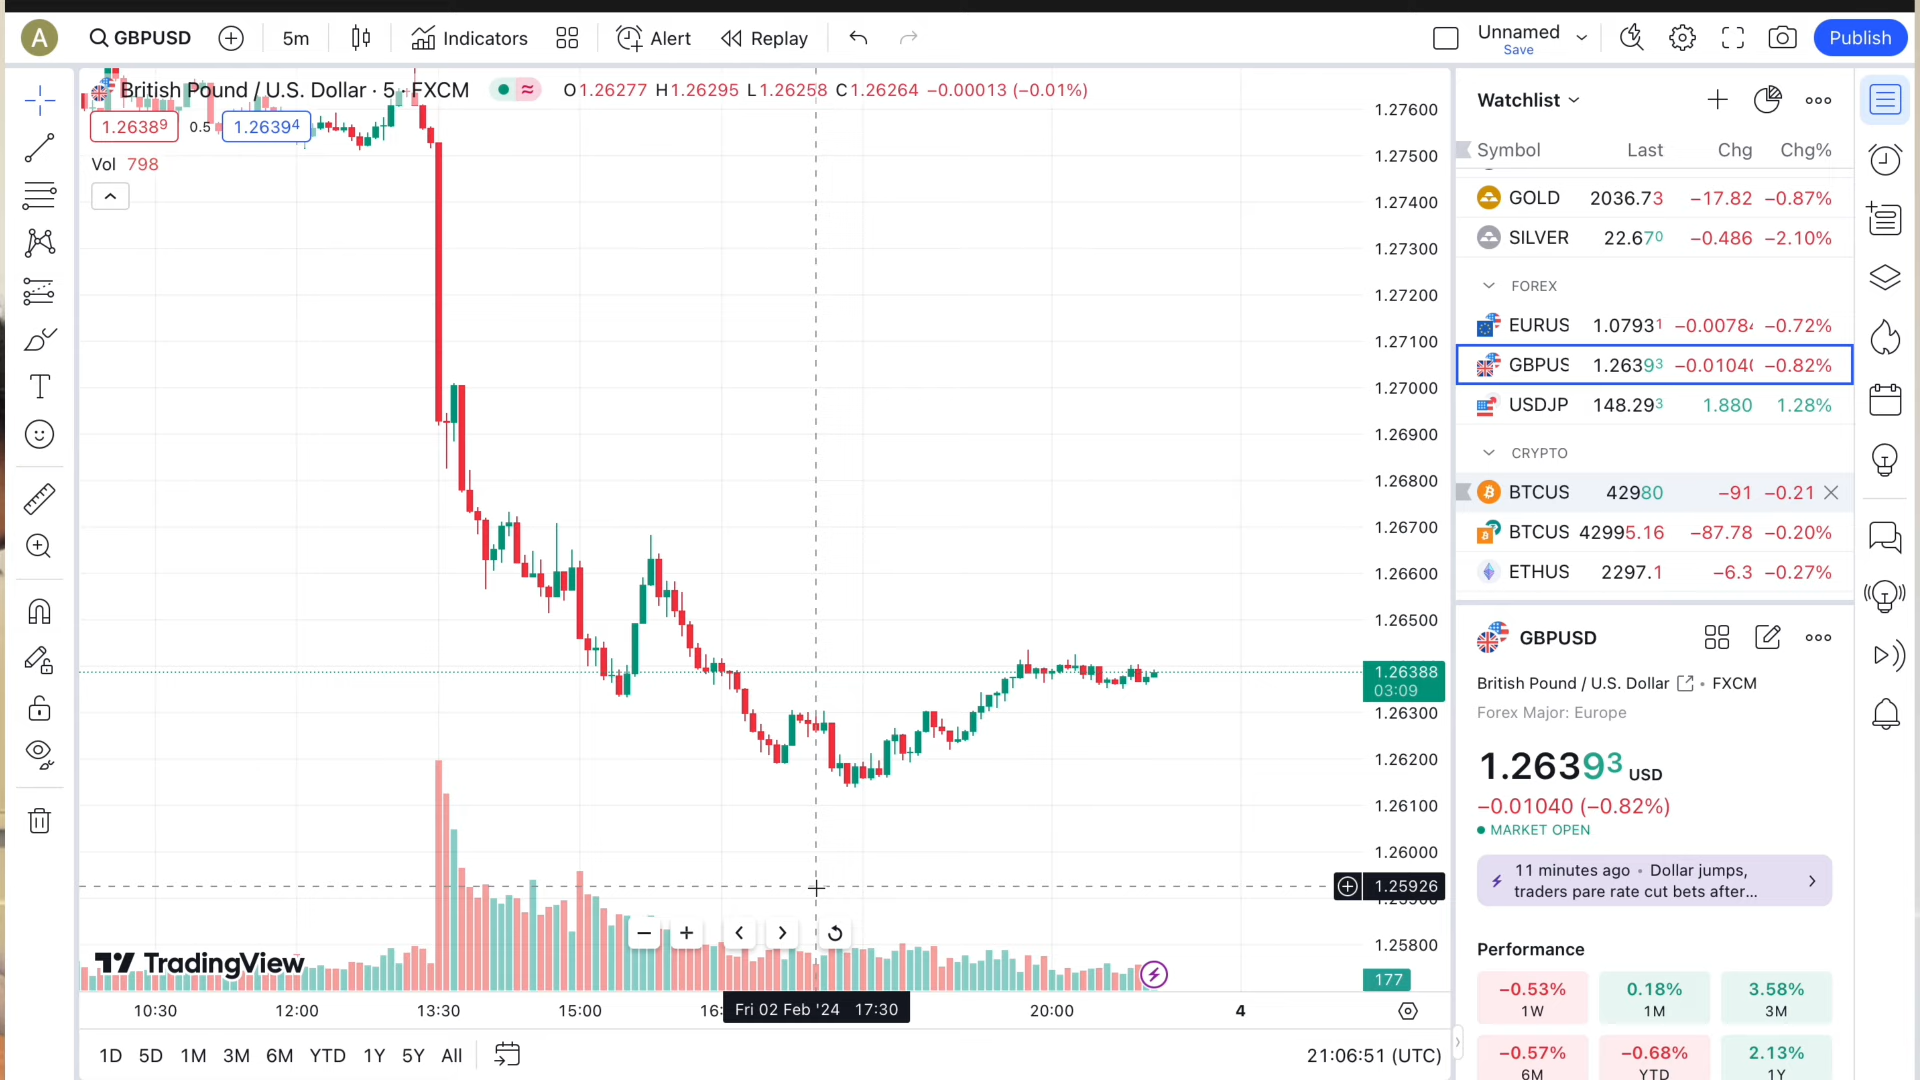 A
GBPUSD
5m
Indicators
Alert
Replay
Unnamed
Save
Publish
British Pound / U.S. Dollar · 5 · FXCM
O1.26277 H1.26295 L1.26258 C1.26264 −0.00013 (−0.01%)
1.26389
0.5
1.26394
Vol 798
1.27600
1.27500
1.27400
1.27300
1.27200
1.27100
1.27000
1.26900
1.26800
1.26700
1.26600
1.26500
1.26388
03:09
1.26300
1.26200
1.26100
1.26000
1.25926
1.25800
177
TradingView
10:30
12:00
13:30
15:00
16:
Fri 02 Feb '24 17:30
20:00
4
1D 5D 1M 3M 6M YTD 1Y 5Y All
21:06:51 (UTC)
Watchlist
Symbol Last Chg Chg%
GOLD 2036.73 −17.82 −0.87%
SILVER 22.670 −0.486 −2.10%
FOREX
EURUS 1.07931 −0.00784 −0.72%
GBPUS 1.26393 −0.01040 −0.82%
USDJP 148.293 1.880 1.28%
CRYPTO
BTCUS 42980 −91 −0.21
BTCUS 42995.16 −87.78 −0.20%
ETHUS 2297.1 −6.3 −0.27%
GBPUSD
British Pound / U.S. Dollar • FXCM
Forex Major: Europe
1.26393 USD
−0.01040 (−0.82%)
MARKET OPEN
11 minutes ago • Dollar jumps,
traders pare rate cut bets after...
Performance
−0.53%
1W
0.18%
1M
3.58%
3M
−0.57%
6M
−0.68%
YTD
2.13%
1Y